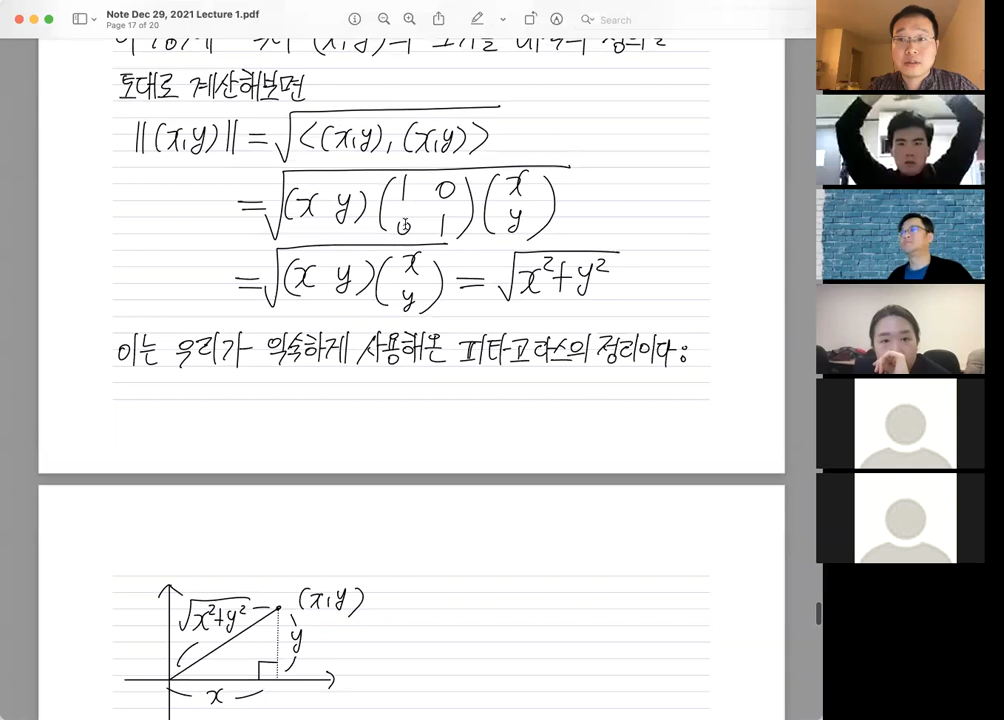 Note Dec 29, 2021 Lecture 1.pdf
Page 17 of 20
Search
토대로 계산해보면
‖(x,y)‖ = √<(x,y), (x,y)>
= √(x y)(1 0 0 1)(x y)
= √(x y)(x y) = √x²+y²
이는 우리가 익숙하게 사용해온 피타고라스의 정리이다:
√x²+y²
(x,y)
y
x